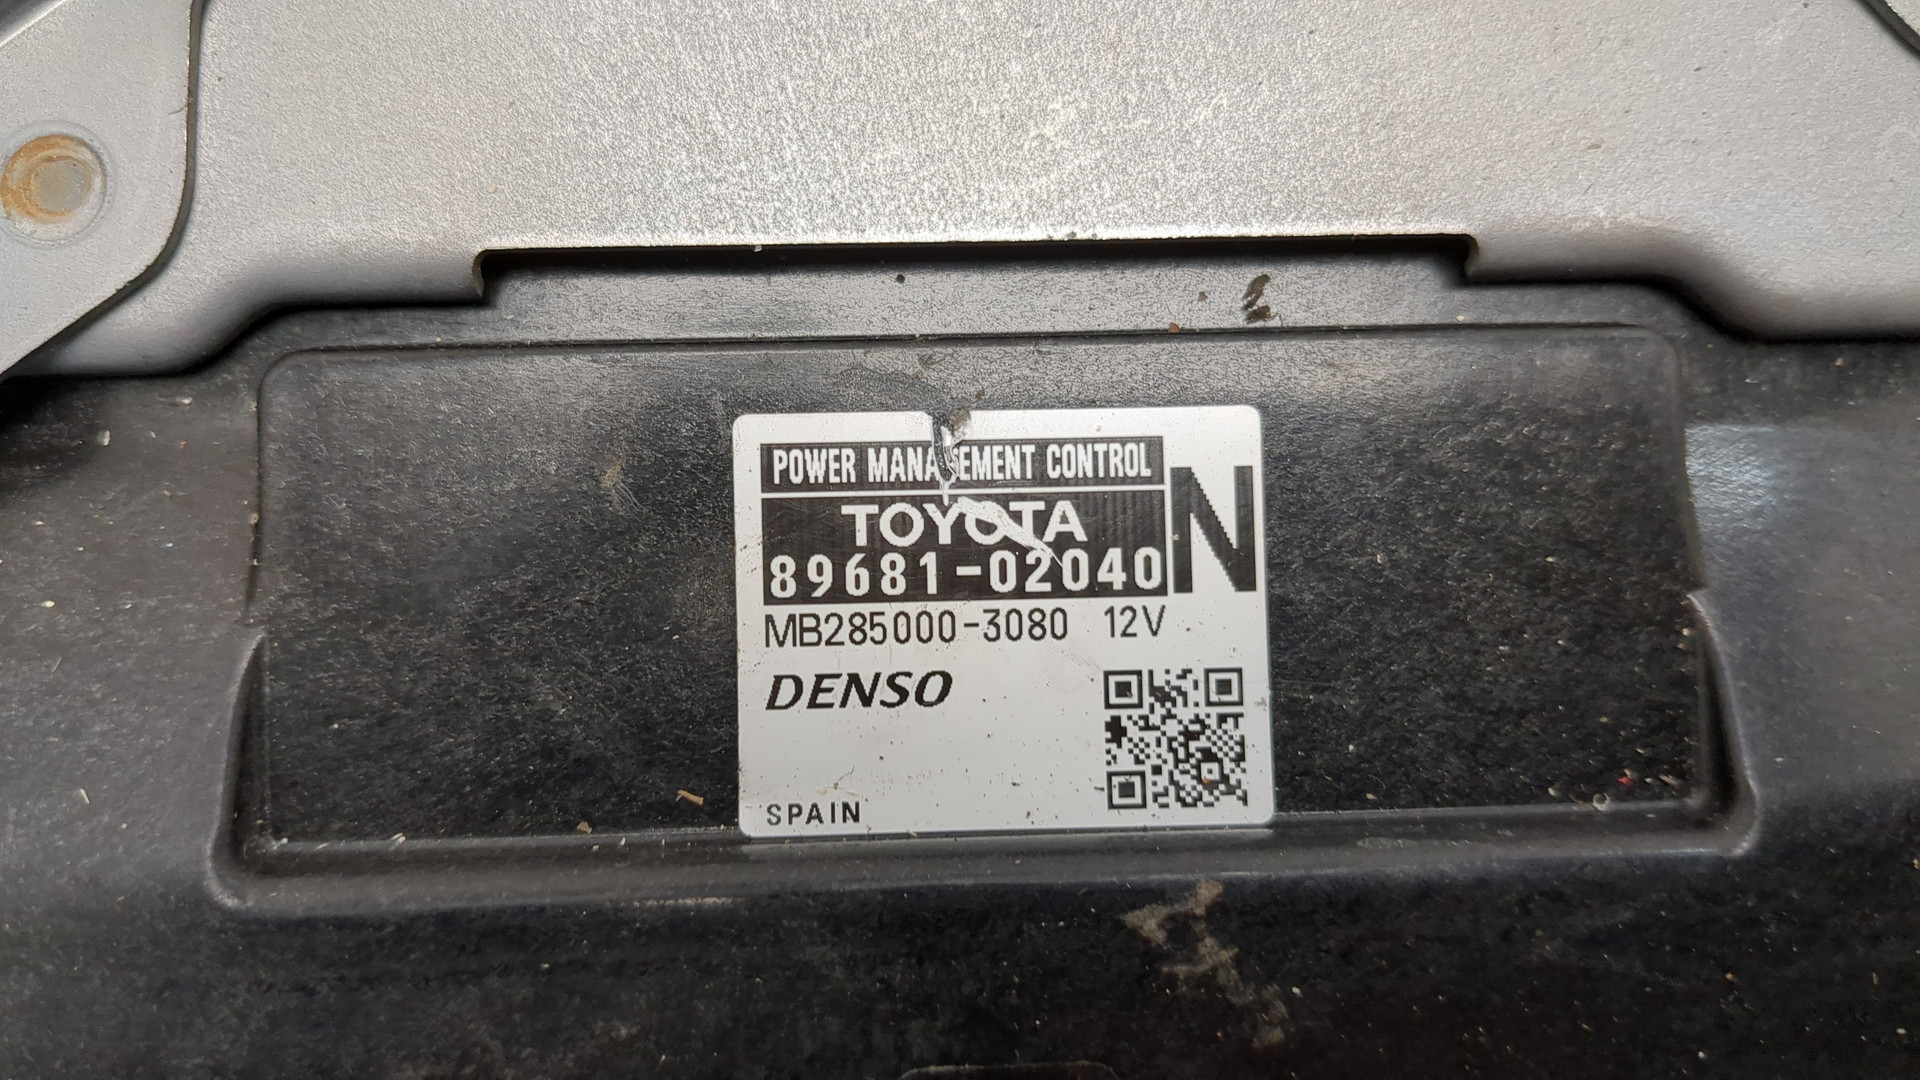 POWER MANAGEMENT CONTROL
TOYOTA
N
89681-02040
MB285000-3080 12V
DENSO
SPAIN